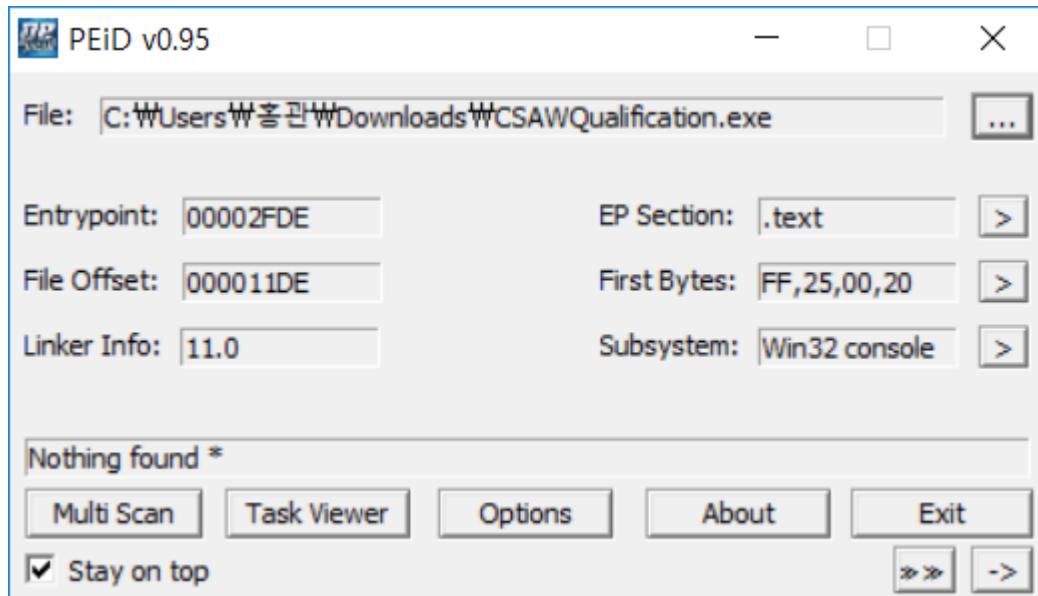 PEiD v0.95
File: C:₩Users₩홍관₩Downloads₩CSAWQualification.exe ...
Entrypoint: 00002FDE EP Section: .text >
File Offset: 000011DE First Bytes: FF,25,00,20 >
Linker Info: 11.0 Subsystem: Win32 console >
Nothing found *
Multi Scan Task Viewer Options About Exit
Stay on top >> >> ->